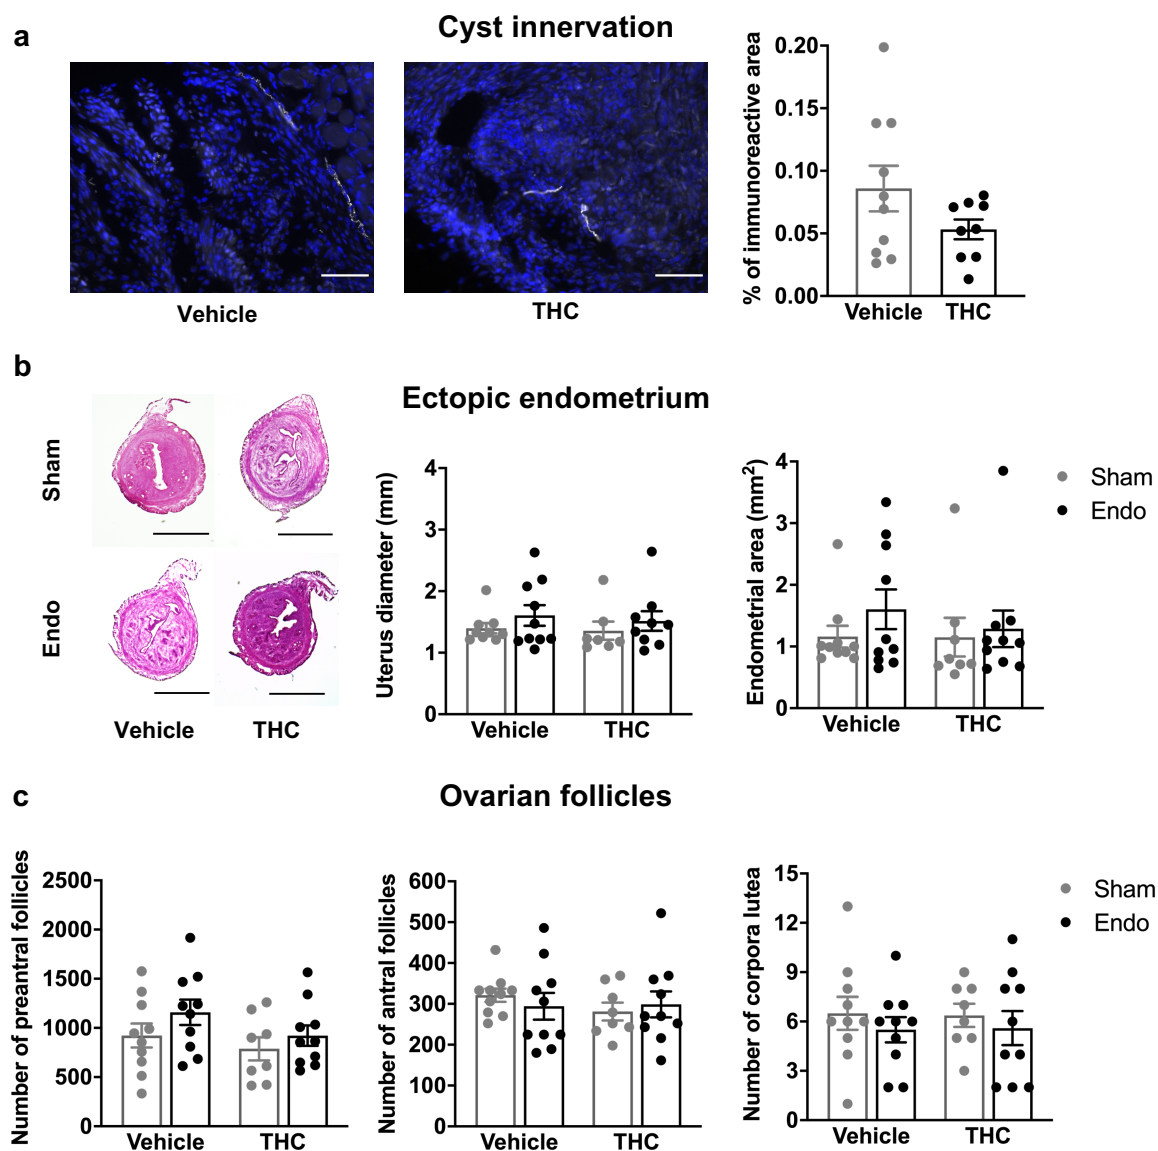 a
Cyst innervation
Vehicle
THC
% of immunoreactive area
0.20
0.15
0.10
0.05
0.00
Vehicle
THC
b
Ectopic endometrium
Sham
Endo
Vehicle
THC
Uterus diameter (mm)
4
3
2
1
0
Vehicle
THC
Endometrial area (mm²)
4
3
2
1
0
Vehicle
THC
Sham
Endo
c
Ovarian follicles
Number of preantral follicles
2500
2000
1500
1000
500
0
Vehicle
THC
Number of antral follicles
600
500
400
300
200
100
0
Vehicle
THC
Number of corpora lutea
15
12
9
6
3
0
Vehicle
THC
Sham
Endo